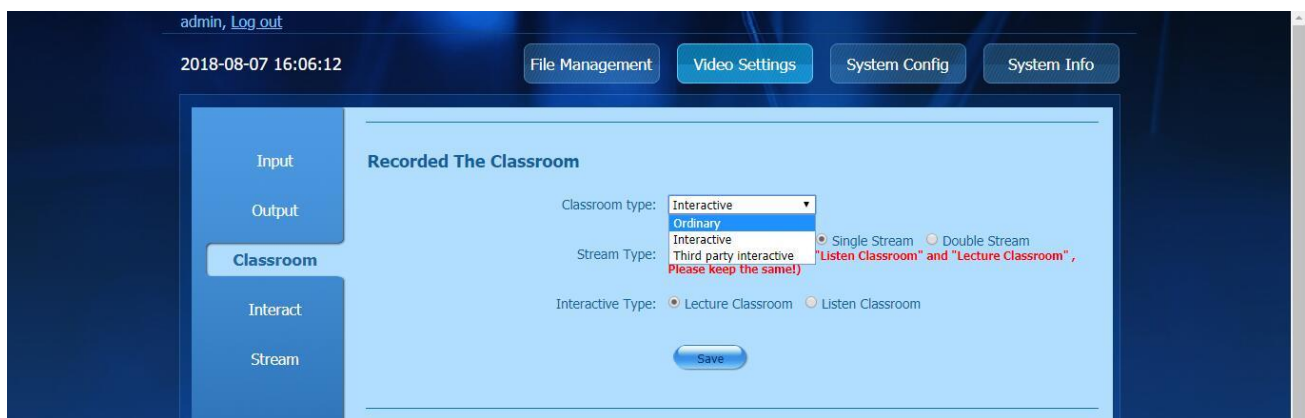 admin, Log out
2018-08-07 16:06:12
File Management
Video Settings
System Config
System Info
Input
Output
Classroom
Interact
Stream
Recorded The Classroom
Classroom type: Interactive
Ordinary
Interactive
Third party interactive
Stream Type: Single Stream Double Stream
"Listen Classroom" and "Lecture Classroom" ,
Please keep the same!)
Interactive Type: Lecture Classroom Listen Classroom
Save